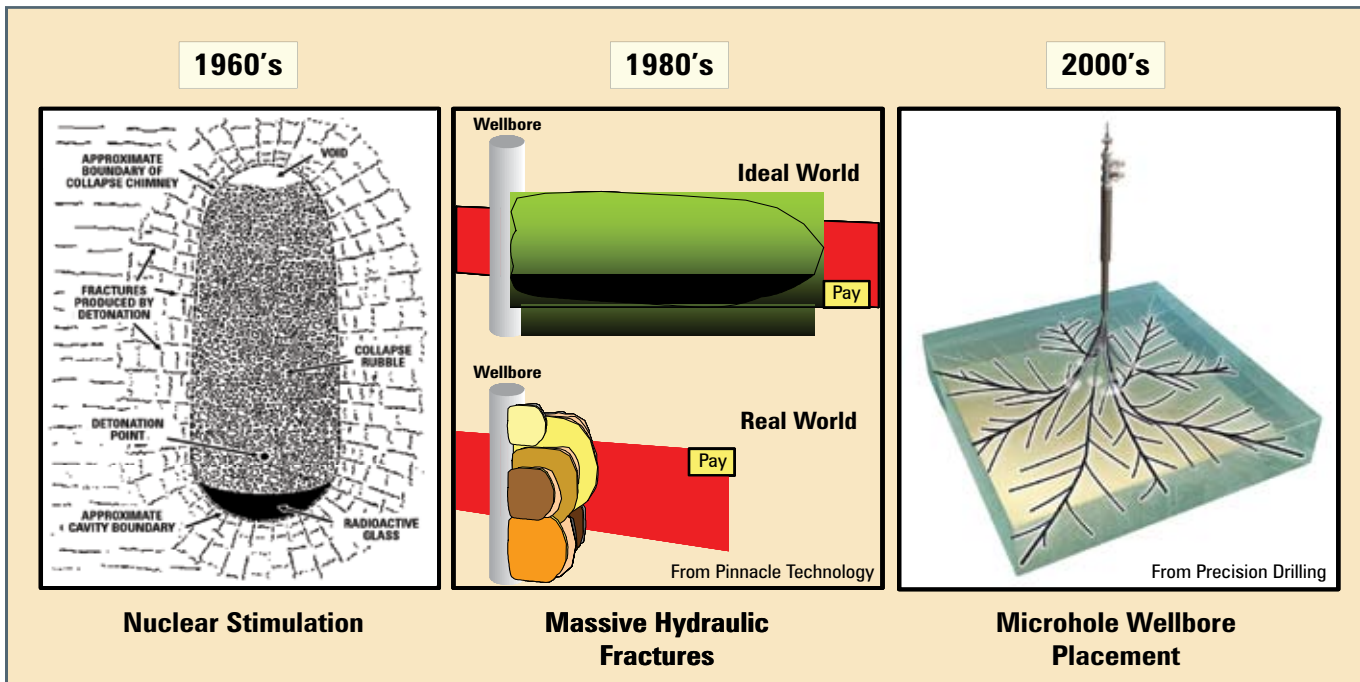 1960's
1980's
2000's
APPROXIMATE
BOUNDARY OF
COLLAPSE CHIMNEY
VOID
FRACTURES
PRODUCED BY
DETONATION
COLLAPSE
RUBBLE
DETONATION
POINT
APPROXIMATE
CAVITY BOUNDARY
RADIOACTIVE
GLASS
Wellbore
Ideal World
Pay
Wellbore
Real World
Pay
From Pinnacle Technology
From Precision Drilling
Nuclear Stimulation
Massive Hydraulic
Fractures
Microhole Wellbore
Placement